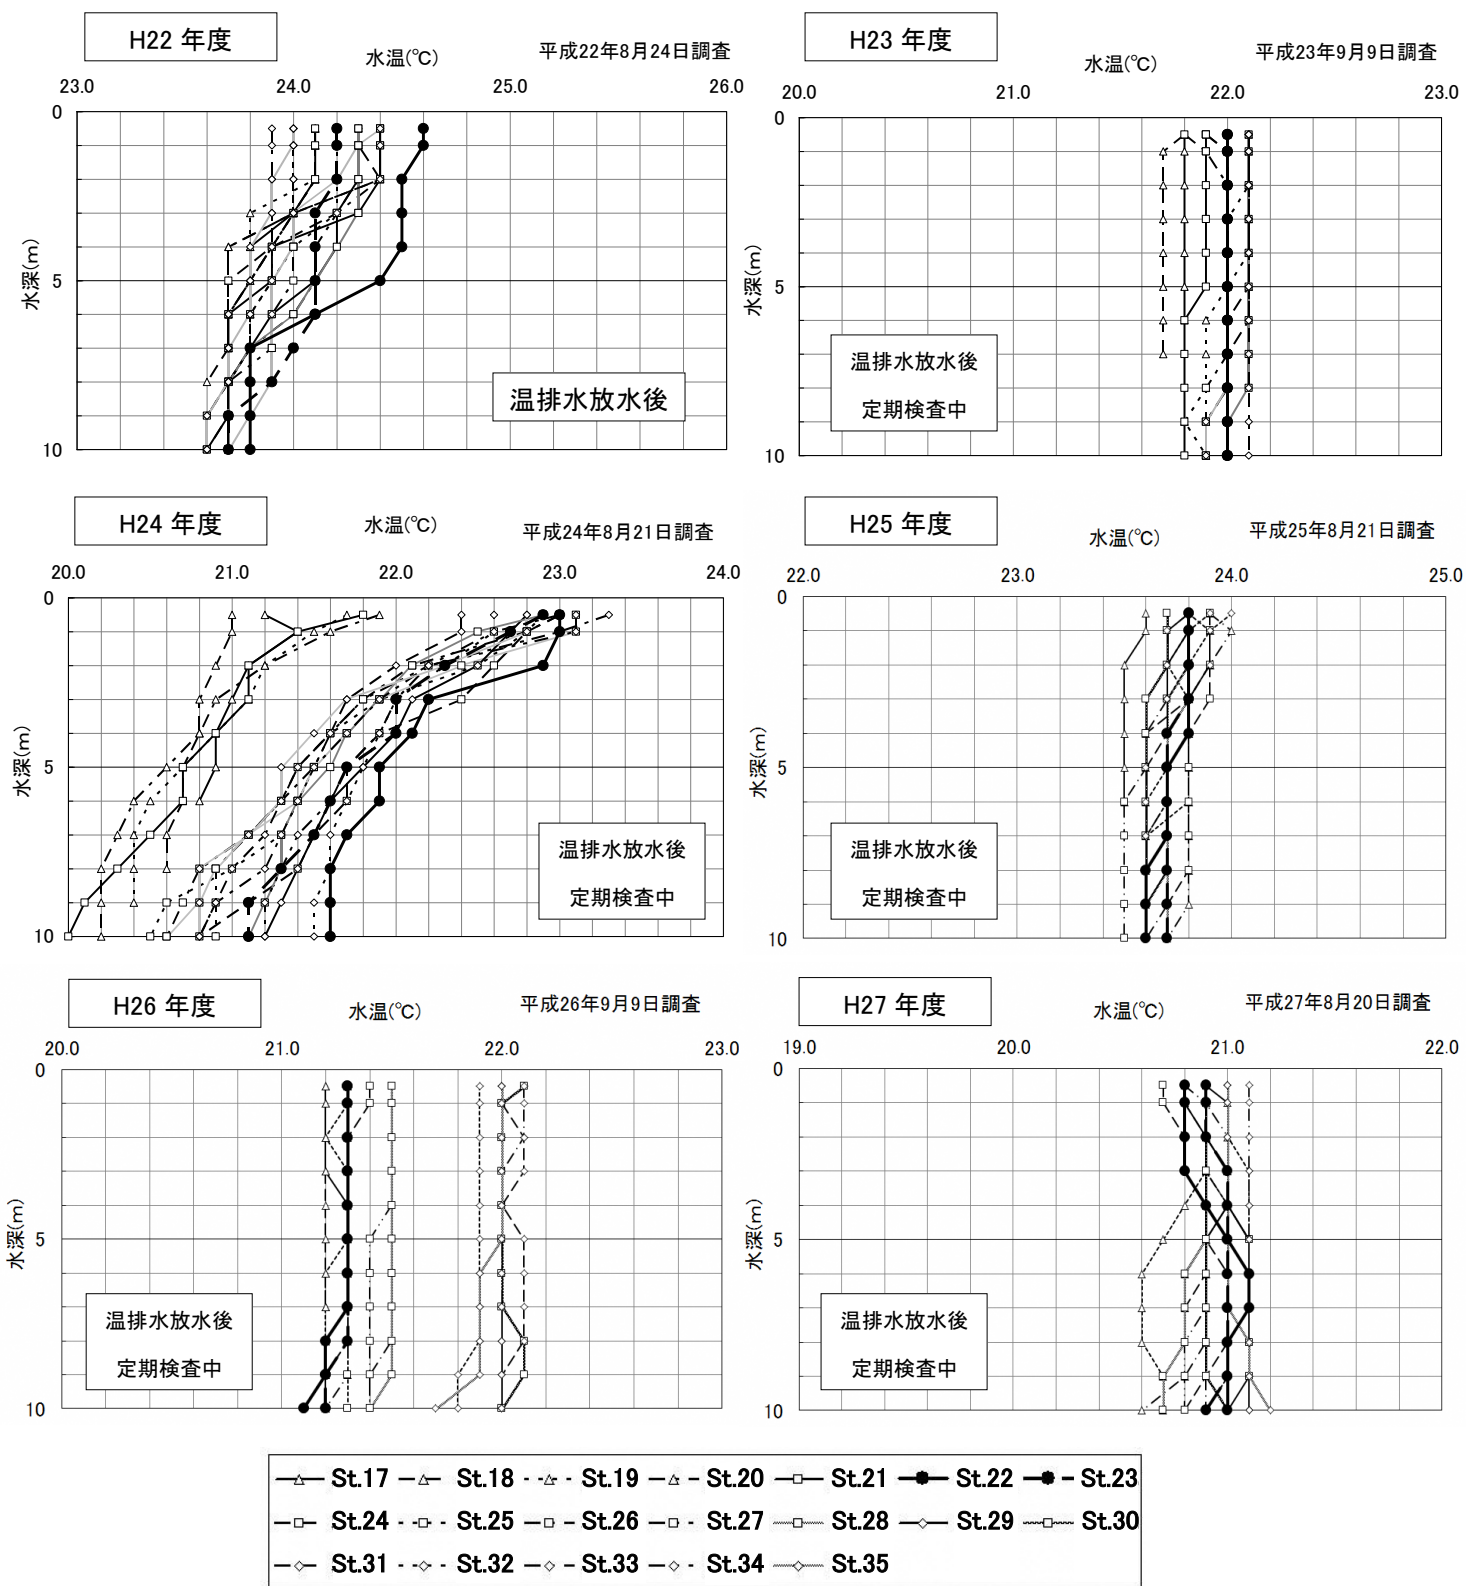 H22 年度
水温(℃)
平成22年8月24日調査
23.0 24.0 25.0 26.0
0
5
10
水深(m)
温排水放水後
H23 年度
水温(℃)
平成23年9月9日調査
20.0 21.0 22.0 23.0
0
5
10
水深(m)
温排水放水後
定期検査中
H24 年度
水温(℃)
平成24年8月21日調査
20.0 21.0 22.0 23.0 24.0
0
5
10
水深(m)
温排水放水後
定期検査中
H25 年度
水温(℃)
平成25年8月21日調査
22.0 23.0 24.0 25.0
0
5
10
水深(m)
温排水放水後
定期検査中
H26 年度
水温(℃)
平成26年9月9日調査
20.0 21.0 22.0 23.0
0
5
10
水深(m)
温排水放水後
定期検査中
H27 年度
水温(℃)
平成27年8月20日調査
19.0 20.0 21.0 22.0
0
5
10
水深(m)
温排水放水後
定期検査中
St.17 St.18 St.19 St.20 St.21 St.22 St.23
St.24 St.25 St.26 St.27 St.28 St.29 St.30
St.31 St.32 St.33 St.34 St.35